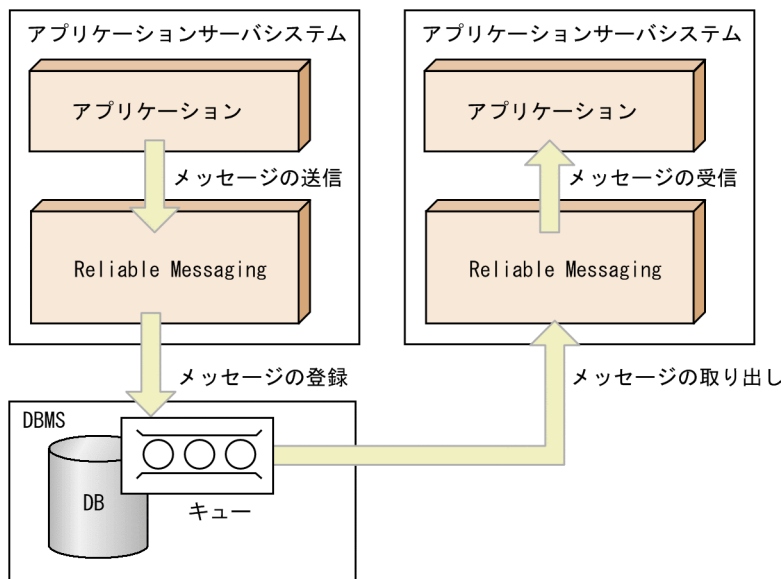 アプリケーションサーバシステム
アプリケーション
メッセージの送信
Reliable Messaging
メッセージの登録
アプリケーションサーバシステム
アプリケーション
メッセージの受信
Reliable Messaging
メッセージの取り出し
DBMS
DB
キュー